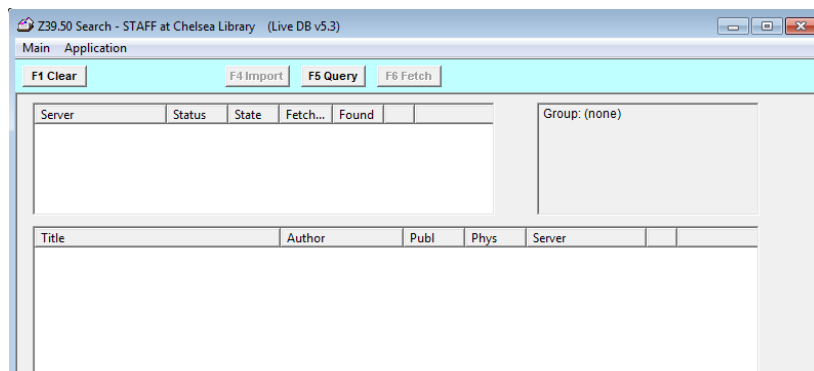 Z39.50 Search - STAFF at Chelsea Library (Live DB v5.3)
Main Application
F1 Clear F4 Import F5 Query F6 Fetch
Server Status State Fetch... Found
Group: (none)
Title Author Publ Phys Server